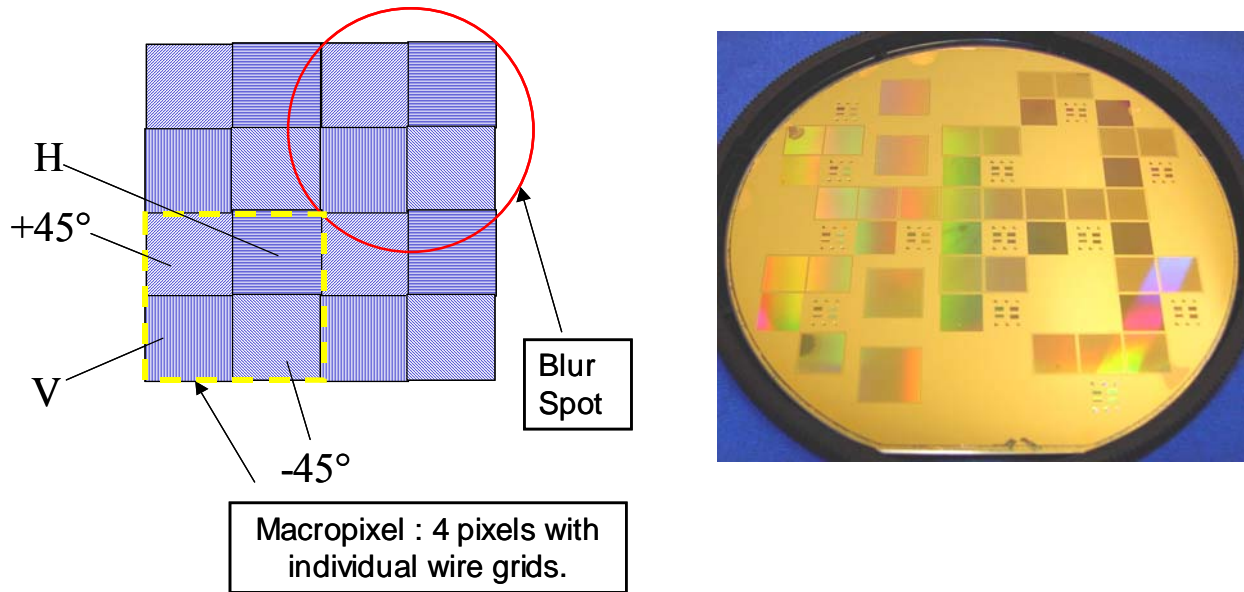 H
+45°
V
-45°
Blur
Spot
Macropixel : 4 pixels with
individual wire grids.